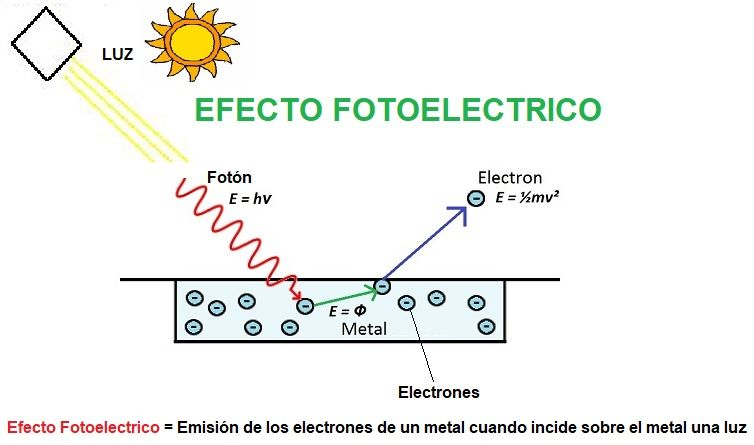 LUZ
EFECTO FOTOELECTRICO
Fotón
E = hv
Electron
E = ½mv²
E = Φ
Metal
Electrones
Efecto Fotoelectrico = Emisión de los electrones de un metal cuando incide sobre el metal una luz